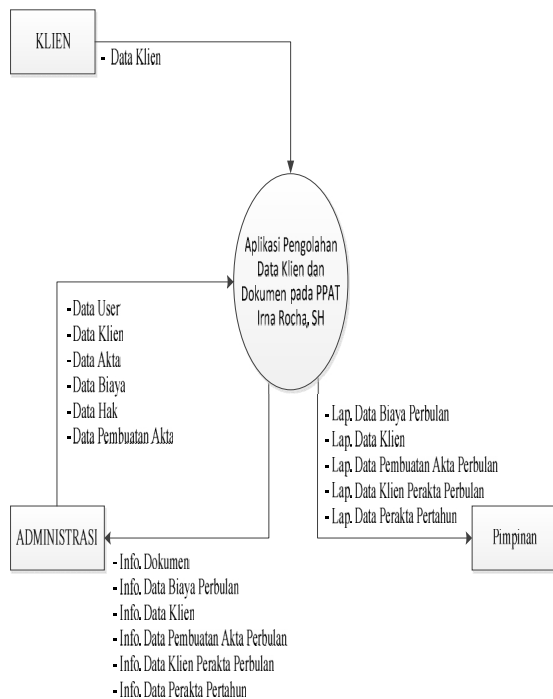 KLIEN
- Data Klien
Aplikasi Pengolahan
Data Klien dan
Dokumen pada PPAT
Irna Rocha, SH
- Data User
- Data Klien
- Data Akta
- Data Biaya
- Data Hak
- Data Pembuatan Akta
- Lap. Data Biaya Perbulan
- Lap. Data Klien
- Lap. Data Pembuatan Akta Perbulan
- Lap. Data Klien Perakta Perbulan
- Lap. Data Perakta Pertahun
ADMINISTRASI
Pimpinan
- Info. Dokumen
- Info. Data Biaya Perbulan
- Info. Data Klien
- Info. Data Pembuatan Akta Perbulan
- Info. Data Klien Perakta Perbulan
- Info. Data Perakta Pertahun